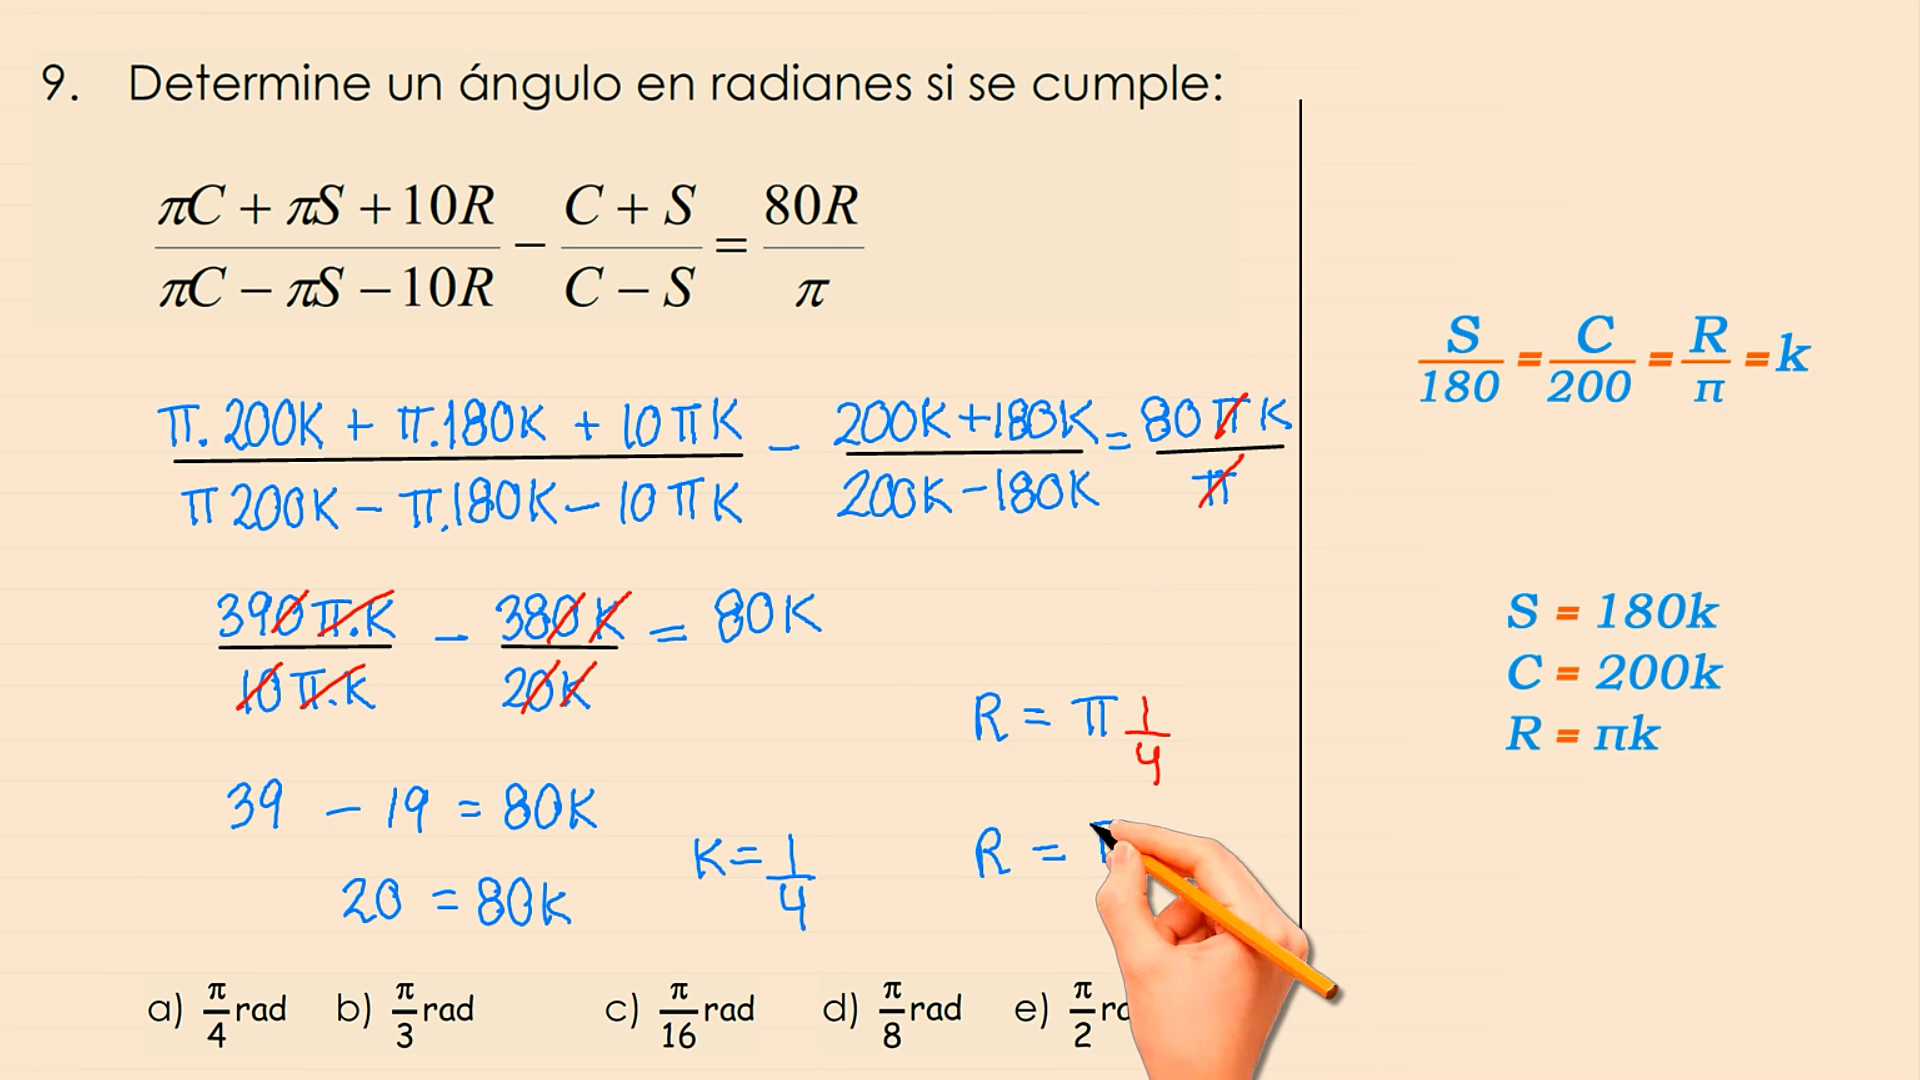 9. Determine un ángulo en radianes si se cumple:
πC + πS + 10R / πC − πS − 10R − C + S / C − S = 80R / π
π. 200K + π.180K + 10πK / π 200K − π.180K − 10πK − 200K+180K / 200K−180K = 80πK / π
390π.K / 10π.K − 380K / 20K = 80K
39 − 19 = 80K
20 = 80K
K = 1/4
R = π 1/4
R =
a) π/4 rad b) π/3 rad c) π/16 rad d) π/8 rad e) π/2
S/180 = C/200 = R/π = k
S = 180k
C = 200k
R = πk